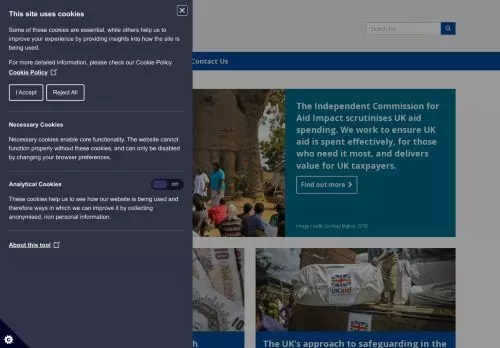 This site uses cookies
Some of these cookies are essential, while others help us to
improve your experience by providing insights into how the site is
being used.
For more detailed information, please check our Cookie Policy
Cookie Policy
I Accept
Reject All
Necessary Cookies
Necessary cookies enable core functionality. The website cannot
function properly without these cookies, and can only be disabled
by changing your browser preferences.
Analytical Cookies
Off
These cookies help us to see how our website is being used and
therefore ways in which we can improve it by collecting
anonymised, non personal information.
About this tool
Search for...
Contact Us
The Independent Commission for
Aid Impact scrutinises UK aid
spending. We work to ensure UK
aid is spent effectively, for those
who need it most, and delivers
value for UK taxpayers.
Find out more
Image credit: Lindsay Mgbor, DFID
UKaid
The UK's approach to safeguarding in the